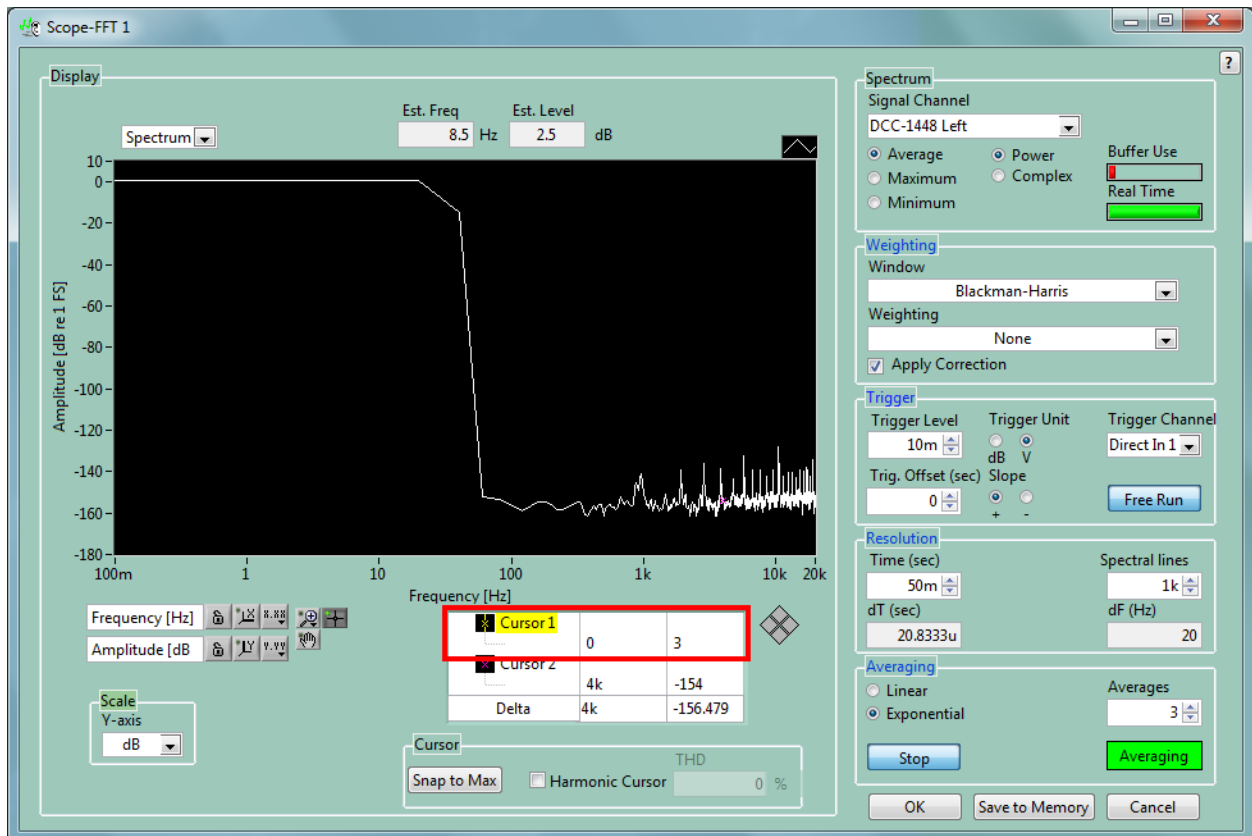 Scope-FFT 1
?
Display
Spectrum
Est. Freq
Est. Level
8.5 Hz
2.5 dB
10
0
-20
-40
-60
-80
-100
-120
-140
-160
-180
Amplitude [dB re 1 FS]
100m
1
10
100
1k
10k
20k
Frequency [Hz]
Frequency [Hz]
Amplitude [dB
Cursor 1
0
3
Cursor 2
4k
-154
Delta
4k
-156.479
Scale
Y-axis
dB
Cursor
Snap to Max
Harmonic Cursor
THD
0 %
Spectrum
Signal Channel
DCC-1448 Left
Average
Power
Buffer Use
Maximum
Complex
Real Time
Minimum
Weighting
Window
Blackman-Harris
Weighting
None
Apply Correction
Trigger
Trigger Level
Trigger Unit
Trigger Channel
10m
dB V
Direct In 1
Trig. Offset (sec)
Slope
0
+ -
Free Run
Resolution
Time (sec)
Spectral lines
50m
1k
dT (sec)
dF (Hz)
20.8333u
20
Averaging
Linear
Averages
Exponential
3
Stop
Averaging
OK
Save to Memory
Cancel